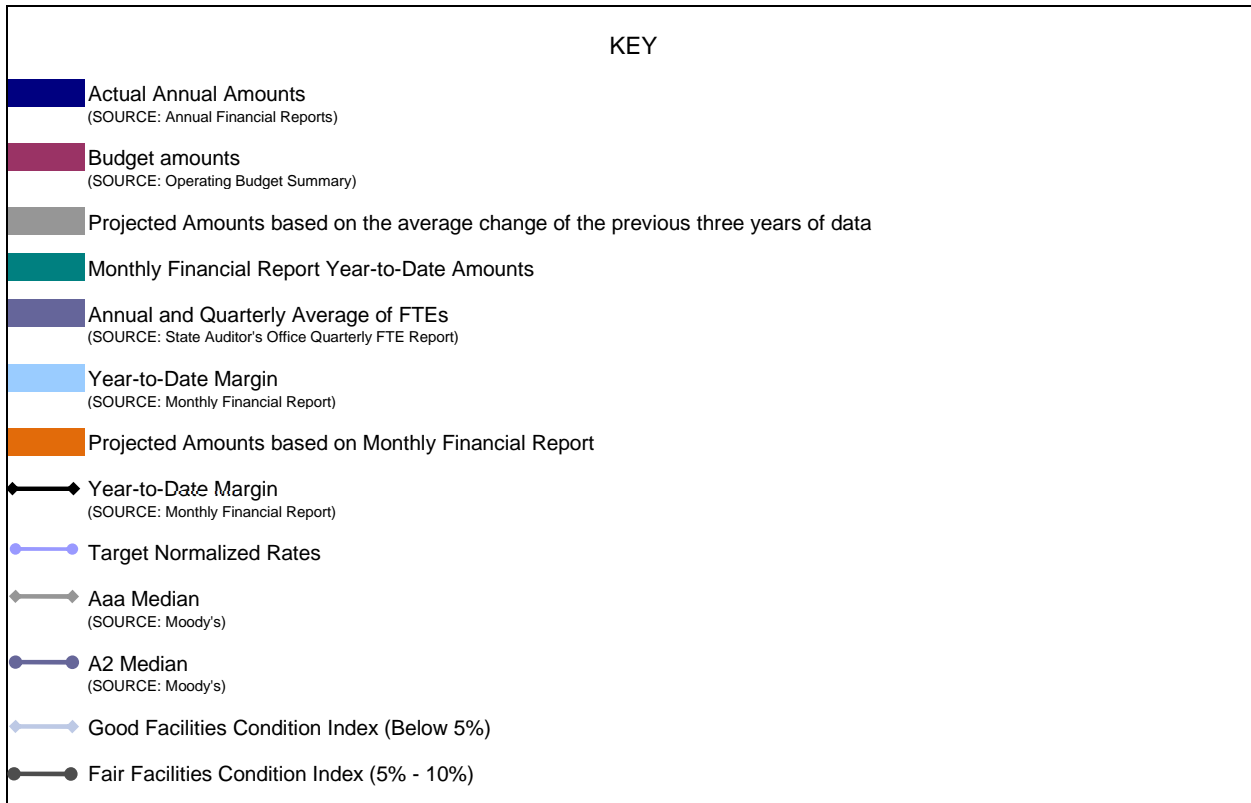 KEY
Actual Annual Amounts
(SOURCE: Annual Financial Reports)
Budget amounts
(SOURCE: Operating Budget Summary)
Projected Amounts based on the average change of the previous three years of data
Monthly Financial Report Year-to-Date Amounts
Annual and Quarterly Average of FTEs
(SOURCE: State Auditor's Office Quarterly FTE Report)
Year-to-Date Margin
(SOURCE: Monthly Financial Report)
Projected Amounts based on Monthly Financial Report
Year-to-Date Margin
(SOURCE: Monthly Financial Report)
Target Normalized Rates
Aaa Median
(SOURCE: Moody's)
A2 Median
(SOURCE: Moody's)
Good Facilities Condition Index (Below 5%)
Fair Facilities Condition Index (5% - 10%)